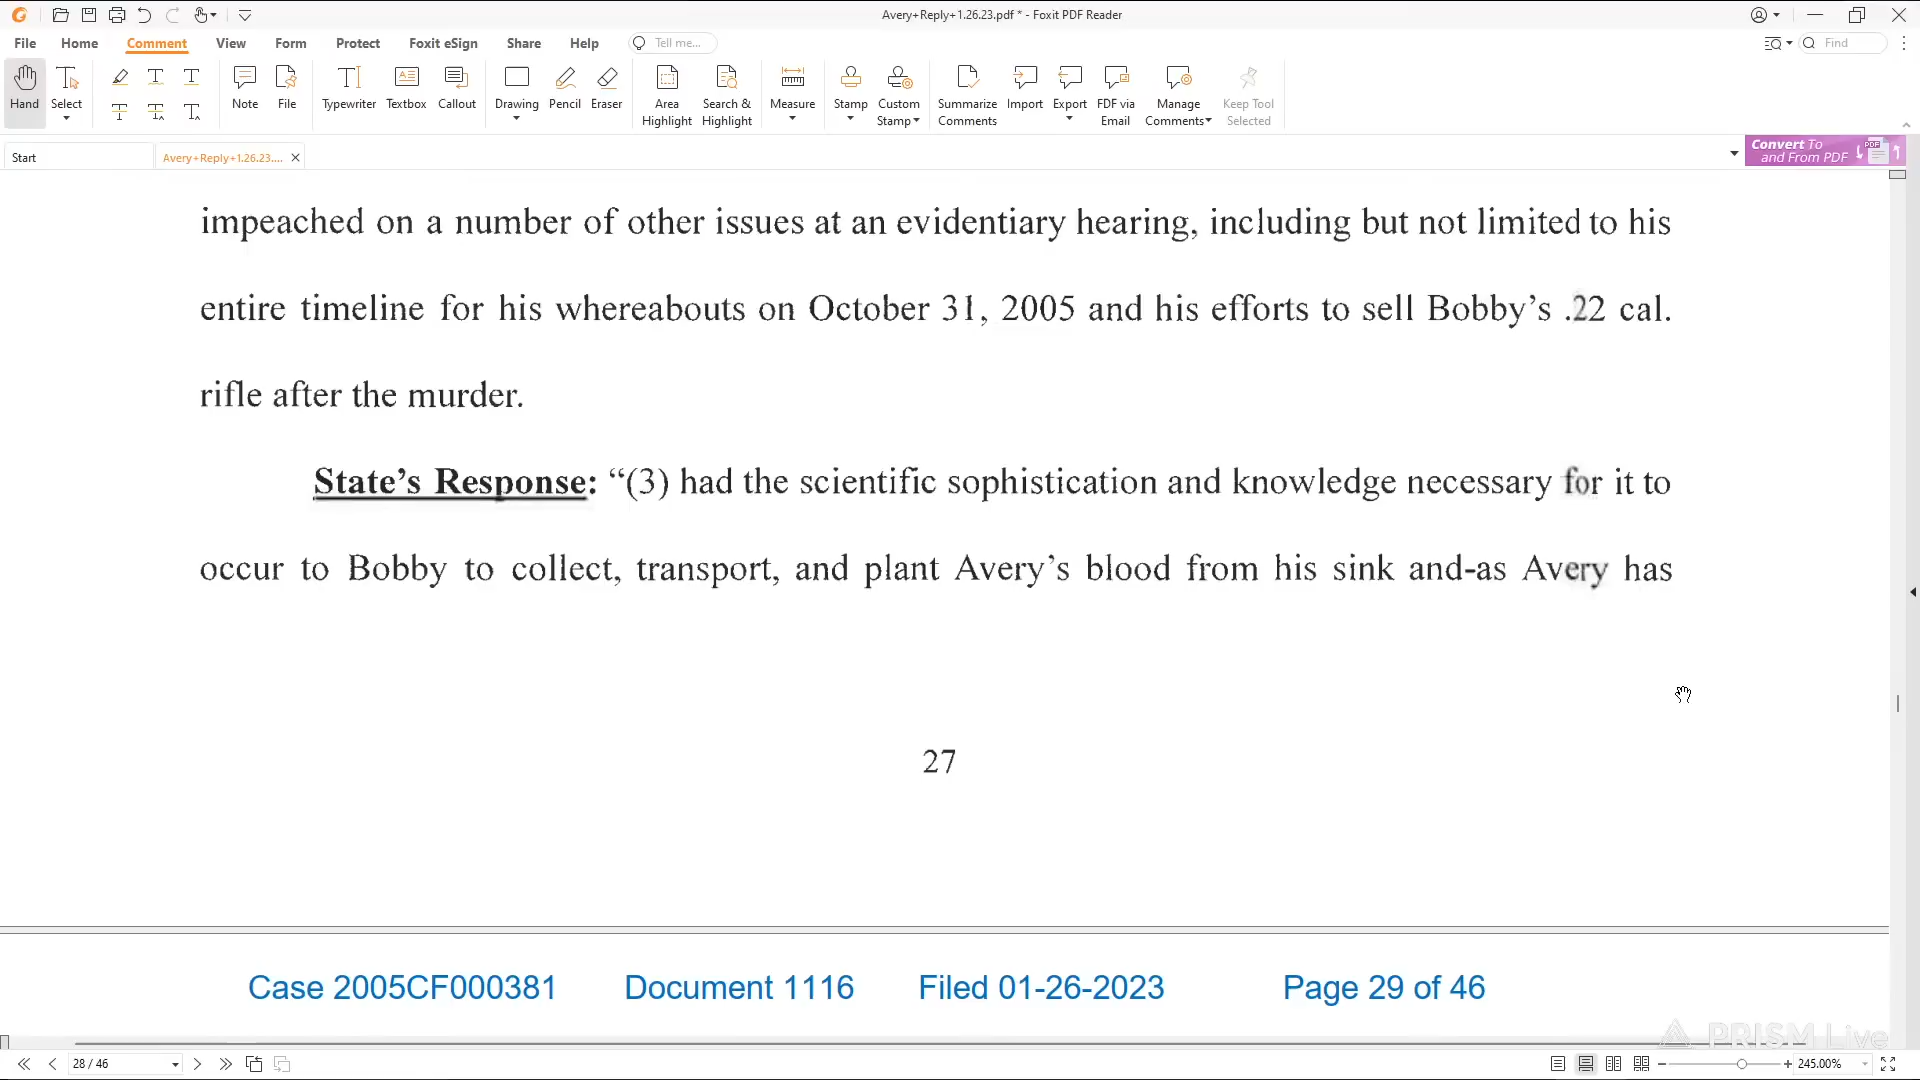 Avery+Reply+1.26.23.pdf * - Foxit PDF Reader
File Home Comment View Form Protect Foxit eSign Share Help Tell me... Find
Hand Select Note File Typewriter Textbox Callout Drawing Pencil Eraser Area Highlight Search & Highlight Measure Stamp Custom Stamp Summarize Comments Import Export FDF via Email Manage Comments Keep Tool Selected
Start Avery+Reply+1.26.23.... Convert To and From PDF PDF
impeached on a number of other issues at an evidentiary hearing, including but not limited to his
entire timeline for his whereabouts on October 31, 2005 and his efforts to sell Bobby's .22 cal.
rifle after the murder.
State's Response: “(3) had the scientific sophistication and knowledge necessary for it to
occur to Bobby to collect, transport, and plant Avery's blood from his sink and-as Avery has
27
Case 2005CF000381 Document 1116 Filed 01-26-2023 Page 29 of 46
PRISM Live
28 / 46 245.00%